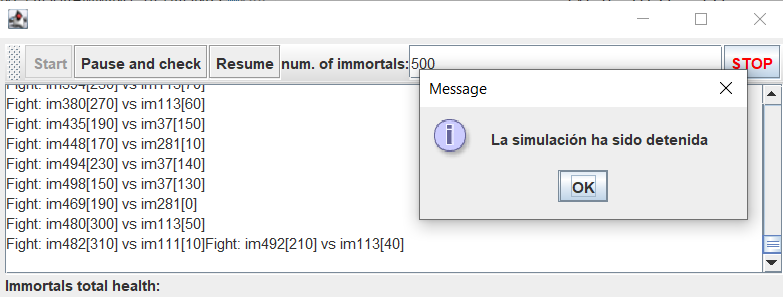 Start Pause and check Resume num. of immortals: 500 STOP
Fight: im394[230] vs im113[70]
Fight: im380[270] vs im113[60]
Fight: im435[190] vs im37[150]
Fight: im448[170] vs im281[10]
Fight: im494[230] vs im37[140]
Fight: im498[150] vs im37[130]
Fight: im469[190] vs im281[0]
Fight: im480[300] vs im113[50]
Fight: im482[310] vs im111[10]Fight: im492[210] vs im113[40]
Immortals total health:
Message
La simulación ha sido detenida
OK